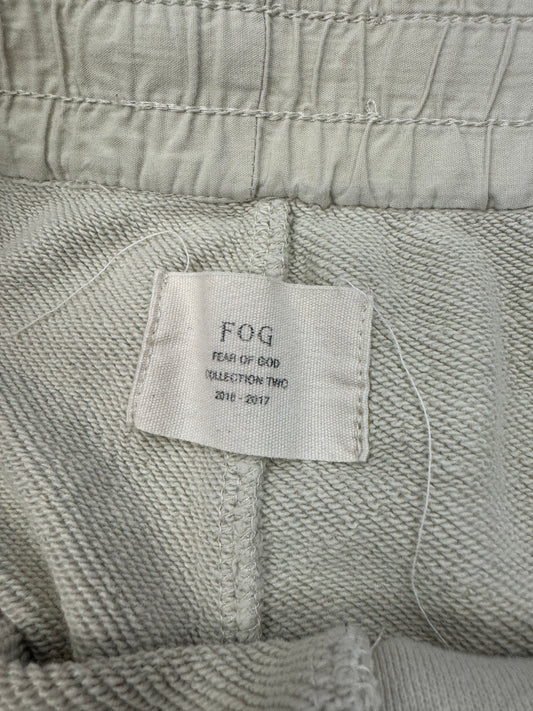 FOG
FEAR OF GOD
COLLECTION TWO
2016 - 2017